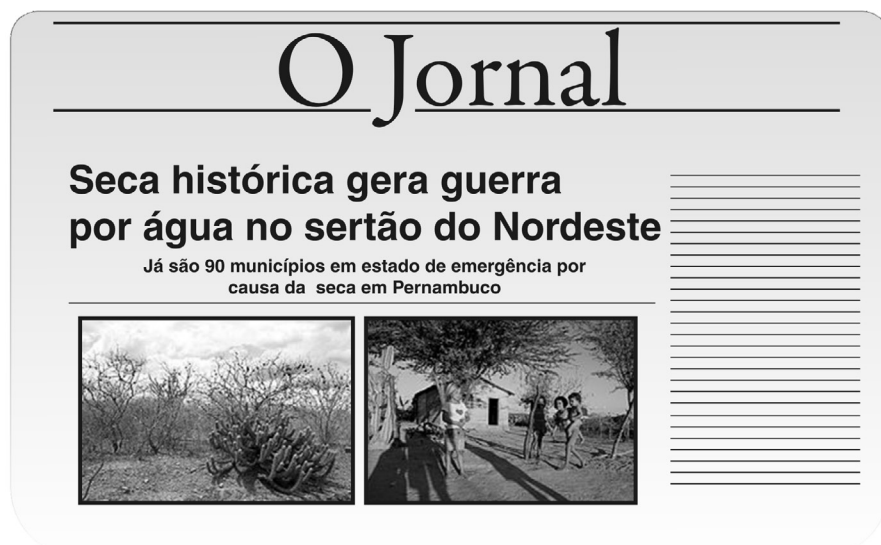 O Jornal
Seca histórica gera guerra
por água no sertão do Nordeste
Já são 90 municípios em estado de emergência por
causa da seca em Pernambuco